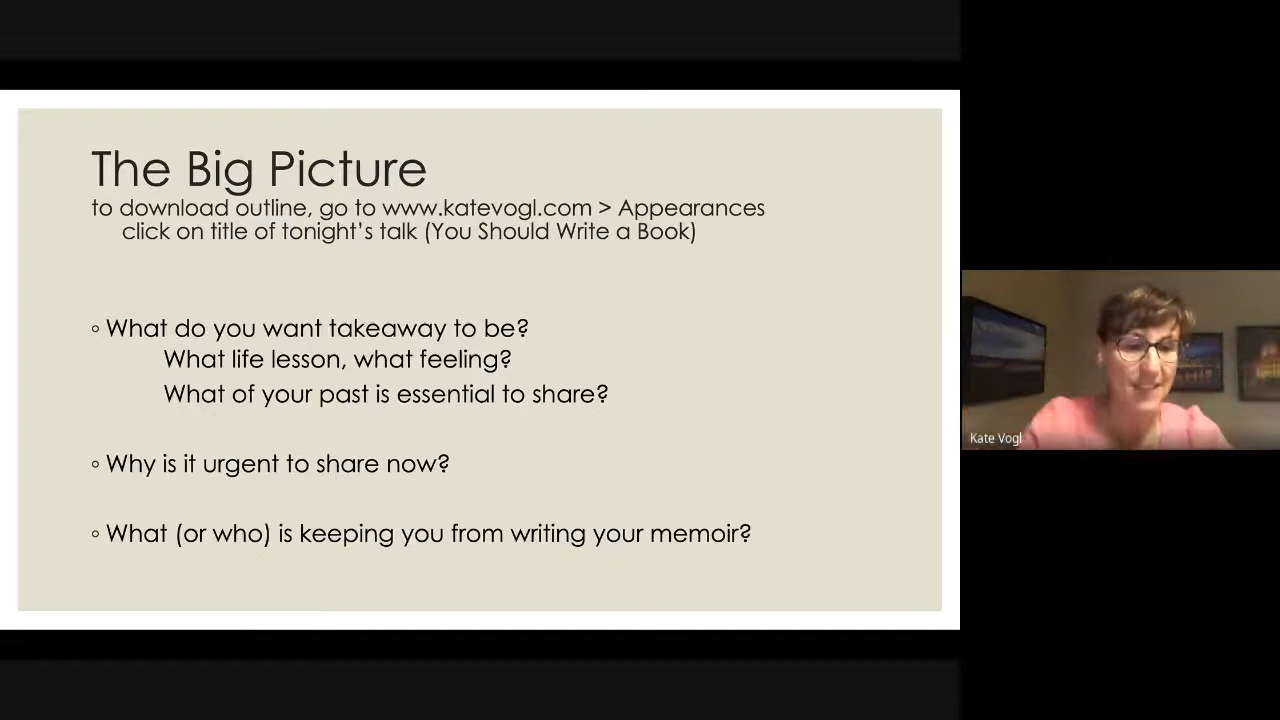 The Big Picture
to download outline, go to www.katevogl.com > Appearances
click on title of tonight's talk (You Should Write a Book)
◦ What do you want takeaway to be?
What life lesson, what feeling?
What of your past is essential to share?
◦ Why is it urgent to share now?
◦ What (or who) is keeping you from writing your memoir?
Kate Vogl